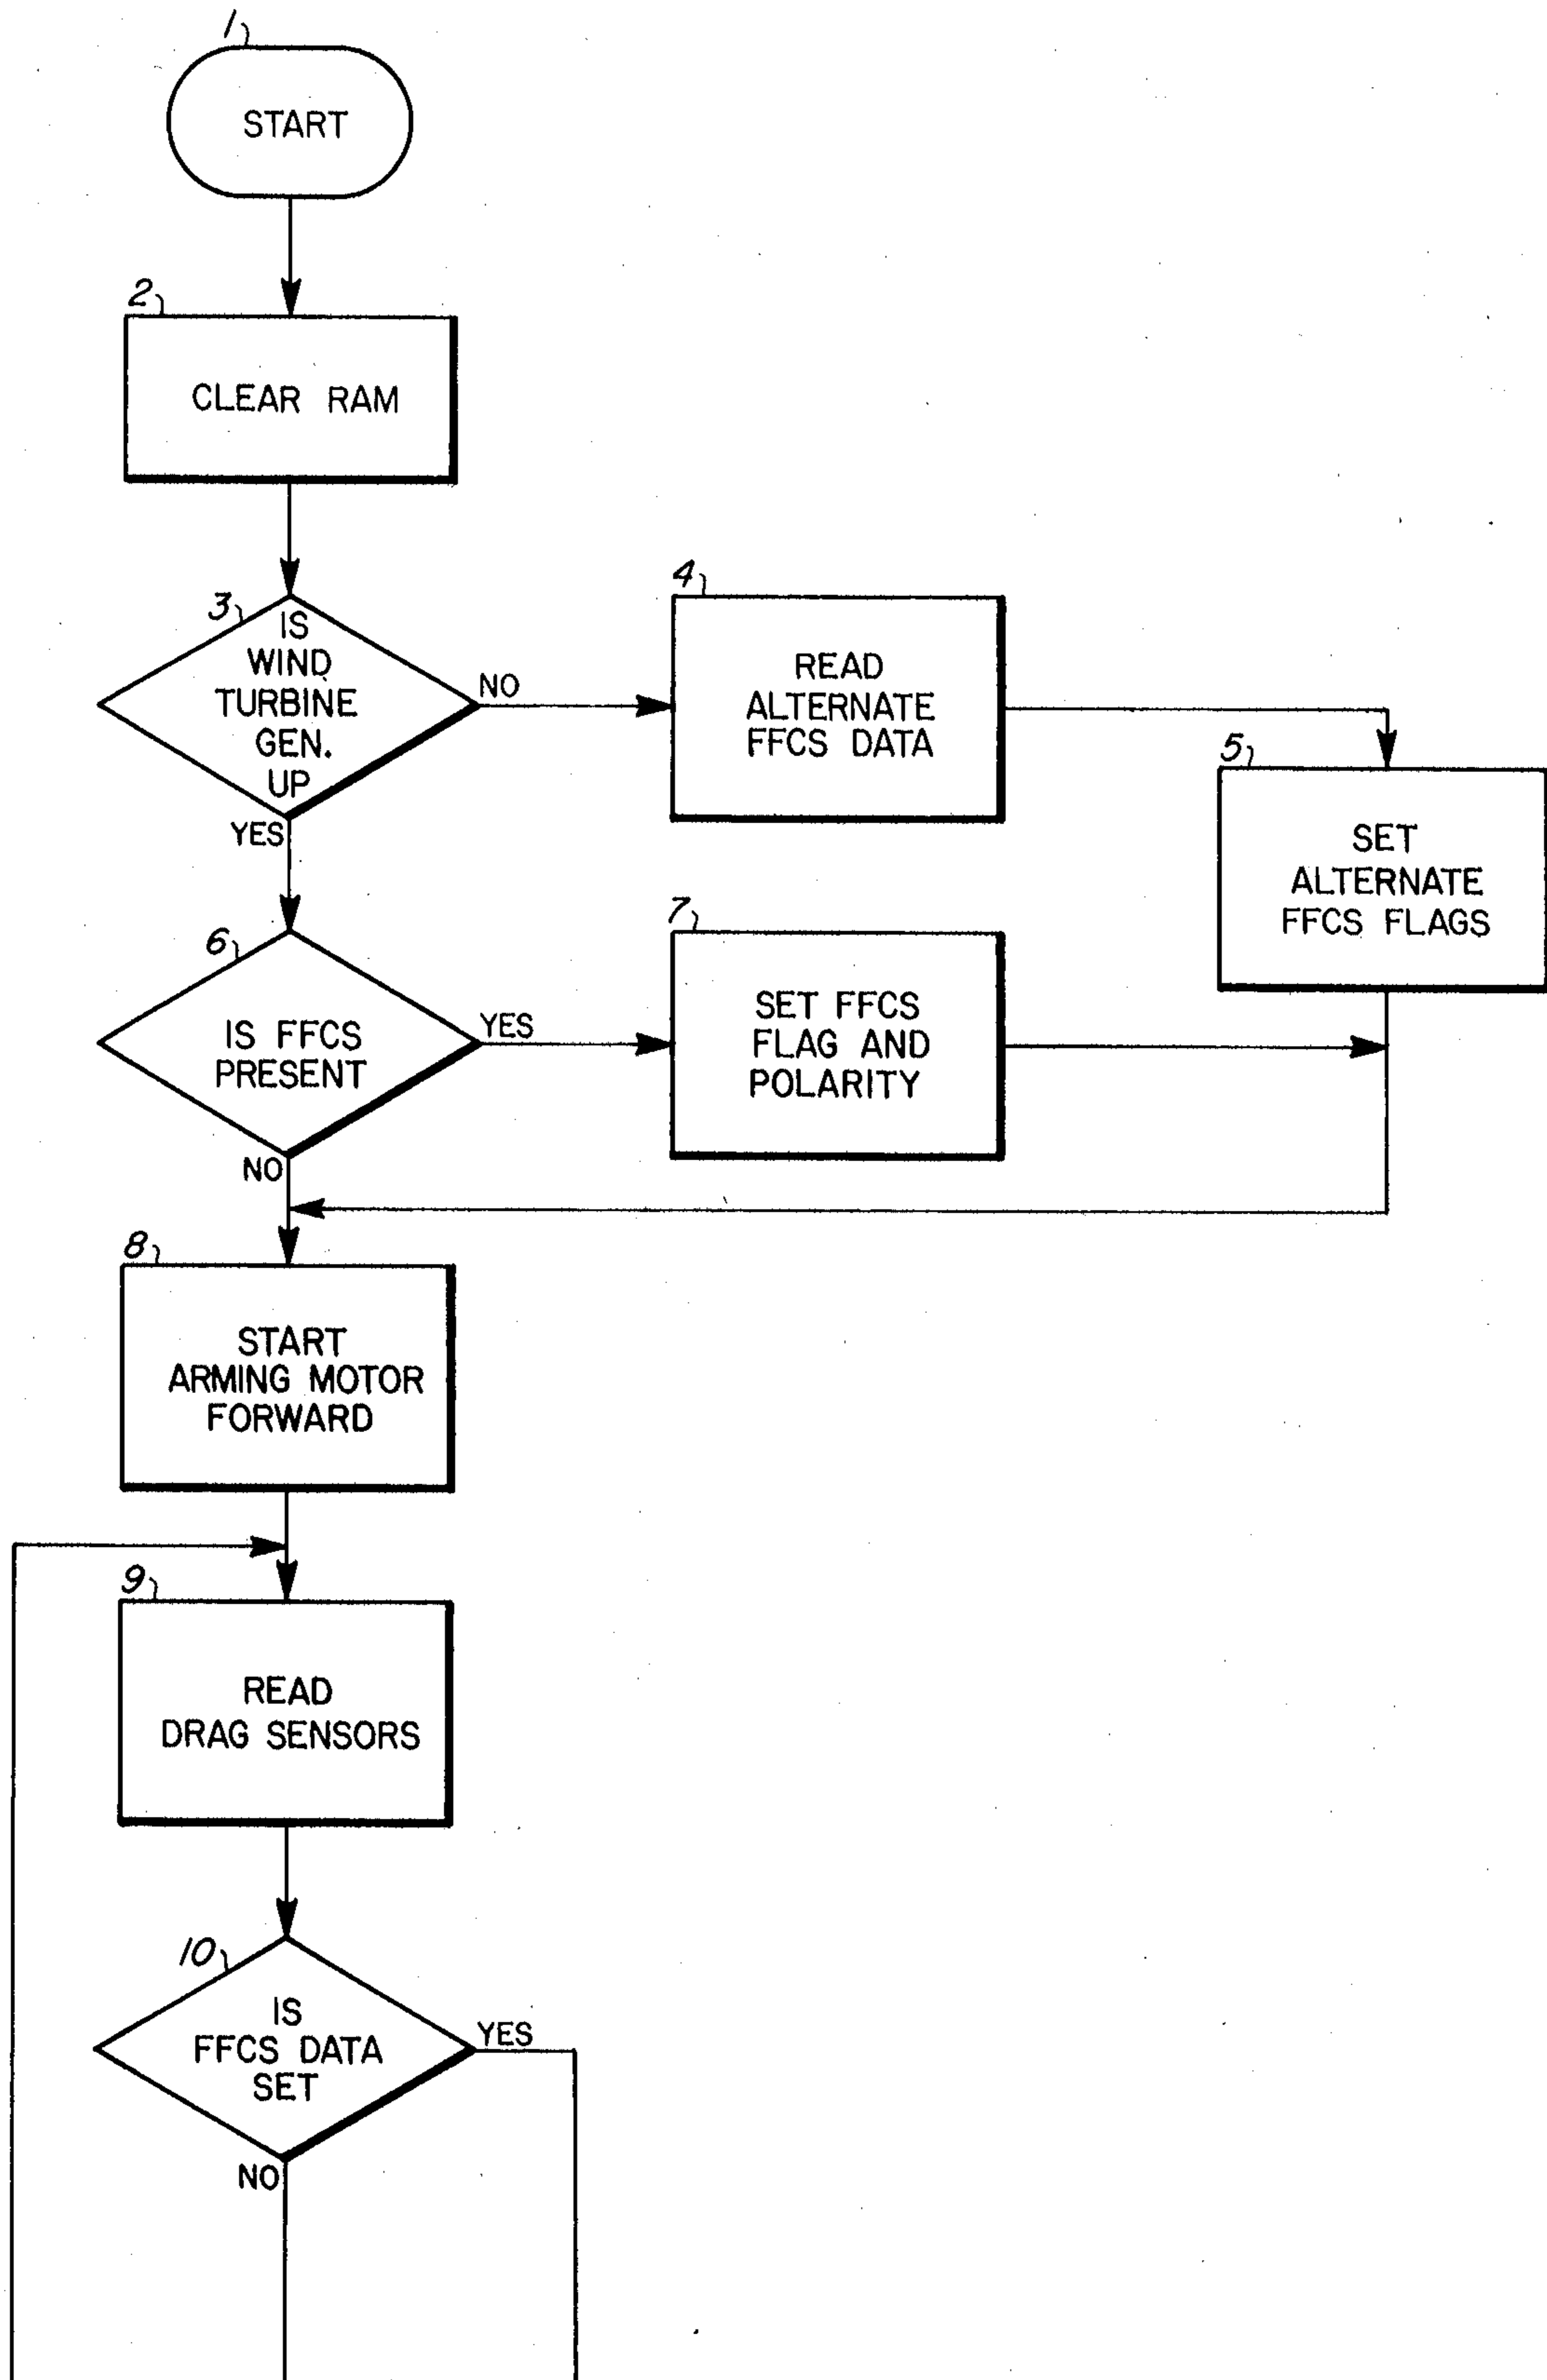 1
START
2
CLEAR RAM
3
IS
WIND
TURBINE
GEN.
UP
NO
YES
4
READ
ALTERNATE
FFCS DATA
5
SET
ALTERNATE
FFCS FLAGS
6
IS FFCS
PRESENT
YES
NO
7
SET FFCS
FLAG AND
POLARITY
8
START
ARMING MOTOR
FORWARD
9
READ
DRAG SENSORS
10
IS
FFCS DATA
SET
YES
NO